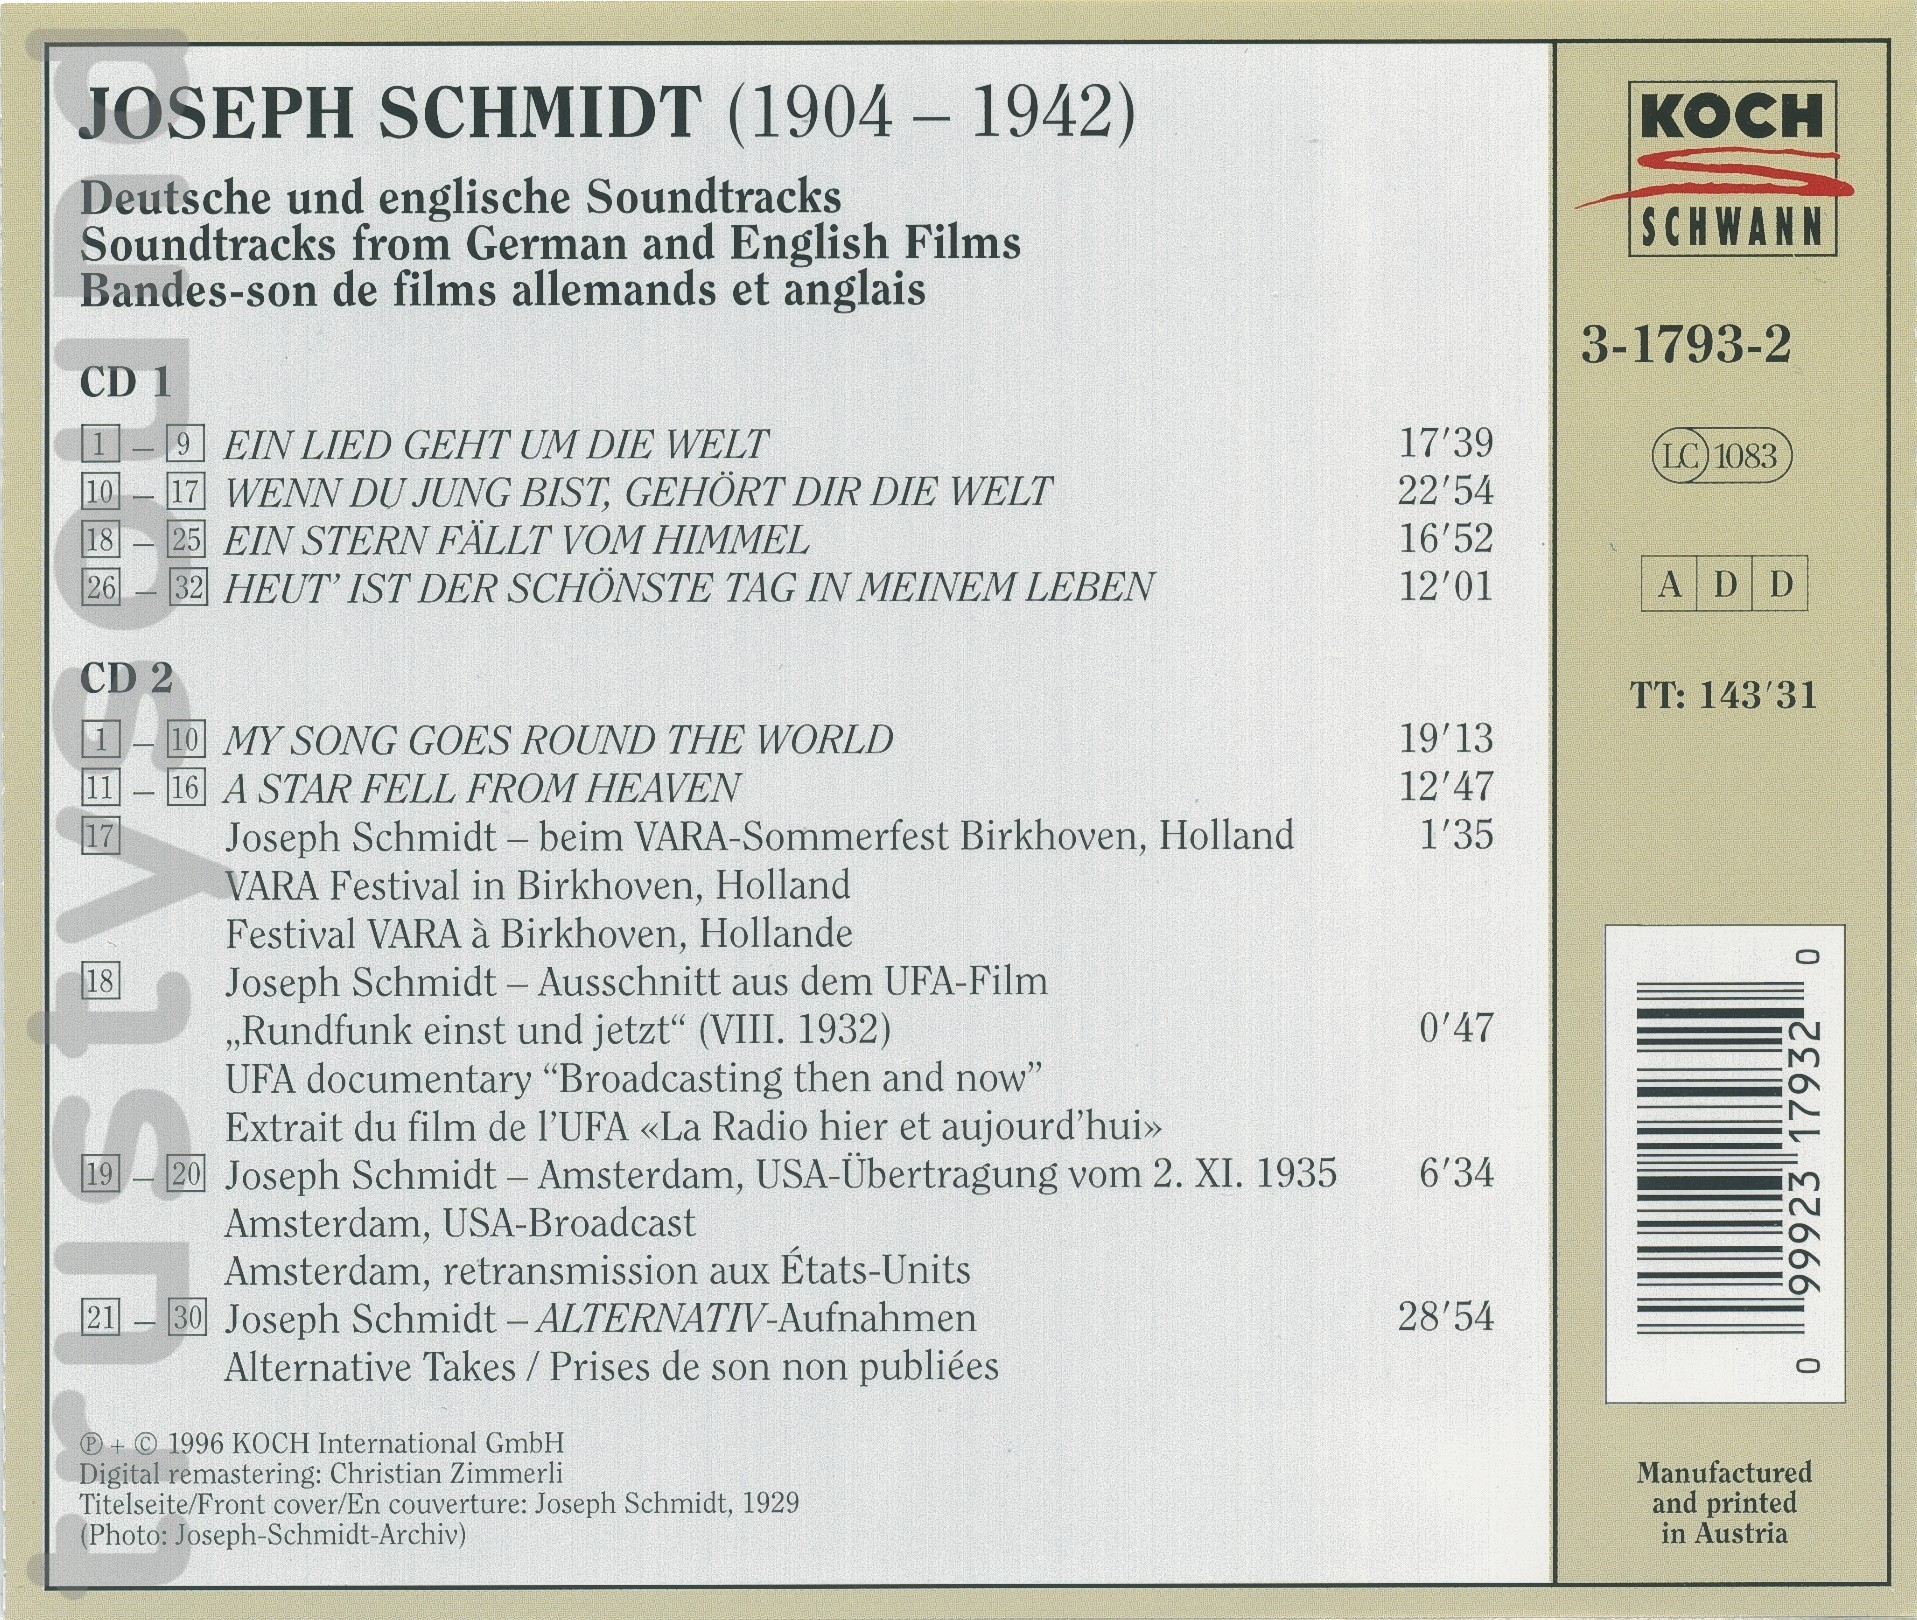 JOSEPH SCHMIDT (1904 – 1942)
Deutsche und englische Soundtracks
Soundtracks from German and English Films
Bandes-son de films allemands et anglais
CD 1
1 – 9 EIN LIED GEHT UM DIE WELT 17'39
10 – 17 WENN DU JUNG BIST, GEHÖRT DIR DIE WELT 22'54
18 – 25 EIN STERN FÄLLT VOM HIMMEL 16'52
26 – 32 HEUT' IST DER SCHÖNSTE TAG IN MEINEM LEBEN 12'01
CD 2
1 – 10 MY SONG GOES ROUND THE WORLD 19'13
11 – 16 A STAR FELL FROM HEAVEN 12'47
17 Joseph Schmidt – beim VARA-Sommerfest Birkhoven, Holland 1'35
VARA Festival in Birkhoven, Holland
Festival VARA à Birkhoven, Hollande
18 Joseph Schmidt – Ausschnitt aus dem UFA-Film
„Rundfunk einst und jetzt“ (VIII. 1932) 0'47
UFA documentary “Broadcasting then and now”
Extrait du film de l'UFA «La Radio hier et aujourd'hui»
19 – 20 Joseph Schmidt – Amsterdam, USA-Übertragung vom 2. XI. 1935 6'34
Amsterdam, USA-Broadcast
Amsterdam, retransmission aux États-Units
21 – 30 Joseph Schmidt – ALTERNATIV-Aufnahmen 28'54
Alternative Takes / Prises de son non publiées
℗ + © 1996 KOCH International GmbH
Digital remastering: Christian Zimmerli
Titelseite/Front cover/En couverture: Joseph Schmidt, 1929
(Photo: Joseph-Schmidt-Archiv)
KOCH
SCHWANN
3-1793-2
LC 1083
A D D
TT: 143'31
0 99923 17932 0
Manufactured
and printed
in Austria
trustysound